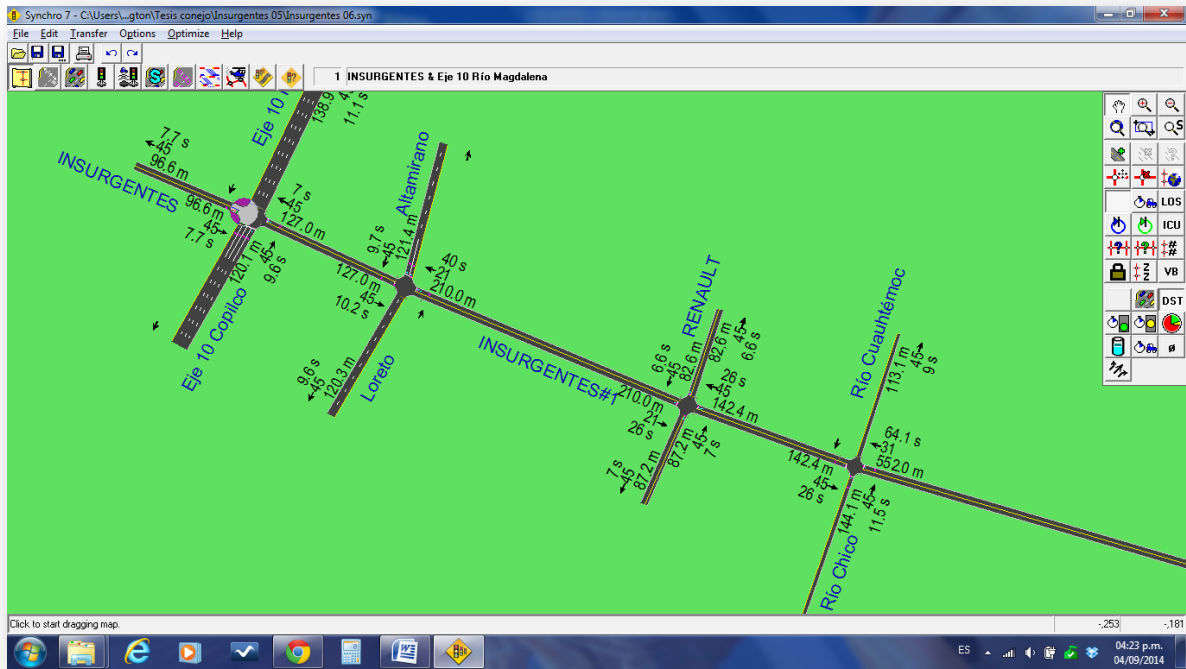 Synchro 7 - C:\Users\...gton\Tesis conejo\Insurgentes 05\Insurgentes 06.syn
File Edit Transfer Options Optimize Help
1 INSURGENTES & Eje 10 Río Magdalena
Eje 10
138.9
11.1 s
7.7 s
45
96.6 m
INSURGENTES
96.6 m
45
7.7 s
7 s
45
127.0 m
120.1 m
45
9.6 s
Eje 10 Copilco
Altamirano
9.7 s
45
121.4 m
127.0 m
45
10.2 s
40 s
21
210.0 m
9.6 s
45
120.3 m
Loreto
INSURGENTES#1
RENAULT
6.6 s
45
82.6 m
82.6 m
45
6.6 s
210.0 m
21
26 s
26 s
45
142.4 m
7 s
45
87.2 m
87.2 m
45
7 s
Río Cuauhtémoc
113.1 m
45
9 s
142.4 m
45
26 s
64.1 s
31
552.0 m
144.1 m
45
11.5 s
Río Chico
S
LOS
ICU
VB
DST
ø
Click to start dragging map.
-,253
-,181
ES
04:23 p.m.
04/09/2014